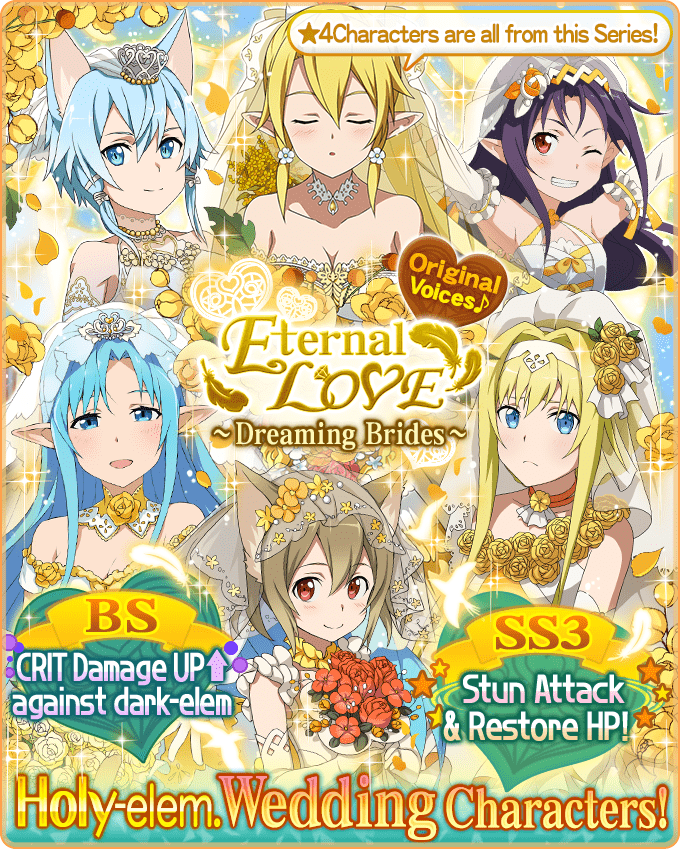 ★4Characters are all from this Series!
Original
Voices♪
Eternal
LOVE
~Dreaming Brides~
BS
CRIT Damage UP⬆
against dark-elem
SS3
Stun Attack
& Restore HP!
Holy-elem. Wedding Characters!